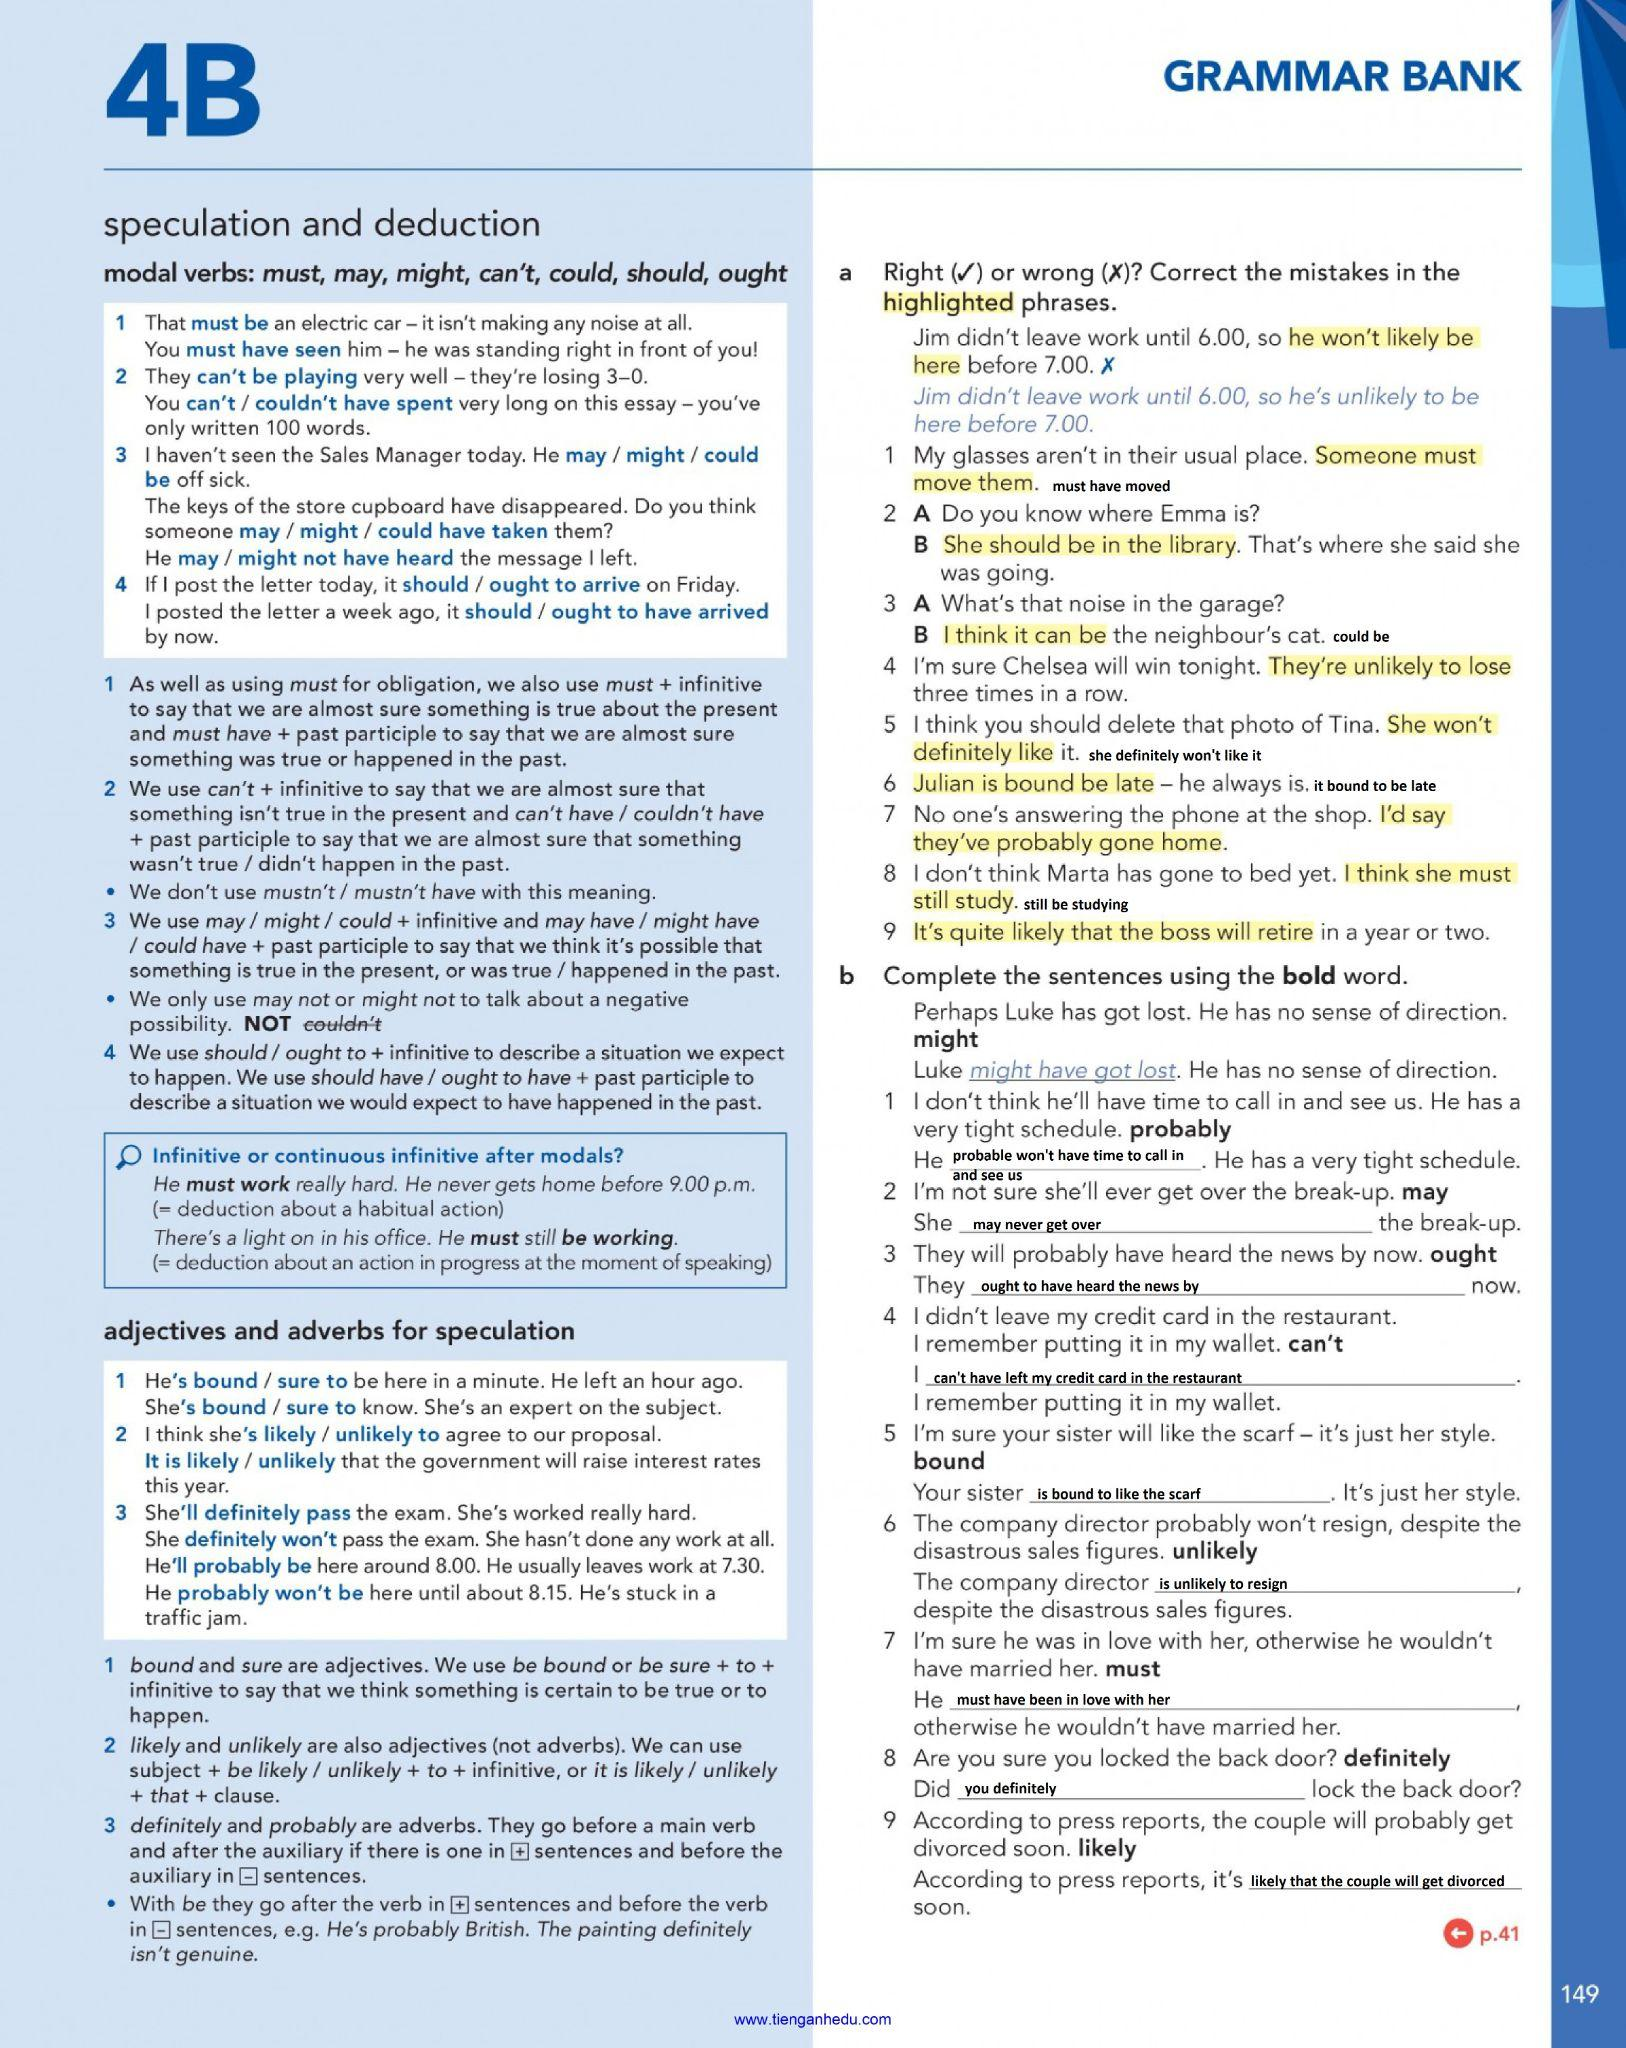 4B
GRAMMAR BANK
speculation and deduction
modal verbs: must, may, might, can't, could, should, ought
1 That must be an electric car – it isn't making any noise at all.
You must have seen him – he was standing right in front of you!
2 They can't be playing very well – they're losing 3–0.
You can't / couldn't have spent very long on this essay – you've
only written 100 words.
3 I haven't seen the Sales Manager today. He may / might / could
be off sick.
The keys of the store cupboard have disappeared. Do you think
someone may / might / could have taken them?
He may / might not have heard the message I left.
4 If I post the letter today, it should / ought to arrive on Friday.
I posted the letter a week ago, it should / ought to have arrived
by now.
1 As well as using must for obligation, we also use must + infinitive
to say that we are almost sure something is true about the present
and must have + past participle to say that we are almost sure
something was true or happened in the past.
2 We use can't + infinitive to say that we are almost sure that
something isn't true in the present and can't have / couldn't have
+ past participle to say that we are almost sure that something
wasn't true / didn't happen in the past.
• We don't use mustn't / mustn't have with this meaning.
3 We use may / might / could + infinitive and may have / might have
/ could have + past participle to say that we think it's possible that
something is true in the present, or was true / happened in the past.
• We only use may not or might not to talk about a negative
possibility. NOT couldn't
4 We use should / ought to + infinitive to describe a situation we expect
to happen. We use should have / ought to have + past participle to
describe a situation we would expect to have happened in the past.
Infinitive or continuous infinitive after modals?
He must work really hard. He never gets home before 9.00 p.m.
(= deduction about a habitual action)
There's a light on in his office. He must still be working.
(= deduction about an action in progress at the moment of speaking)
adjectives and adverbs for speculation
1 He's bound / sure to be here in a minute. He left an hour ago.
She's bound / sure to know. She's an expert on the subject.
2 I think she's likely / unlikely to agree to our proposal.
It is likely / unlikely that the government will raise interest rates
this year.
3 She'll definitely pass the exam. She's worked really hard.
She definitely won't pass the exam. She hasn't done any work at all.
He'll probably be here around 8.00. He usually leaves work at 7.30.
He probably won't be here until about 8.15. He's stuck in a
traffic jam.
1 bound and sure are adjectives. We use be bound or be sure + to +
infinitive to say that we think something is certain to be true or to
happen.
2 likely and unlikely are also adjectives (not adverbs). We can use
subject + be likely / unlikely + to + infinitive, or it is likely / unlikely
+ that + clause.
3 definitely and probably are adverbs. They go before a main verb
and after the auxiliary if there is one in + sentences and before the
auxiliary in – sentences.
• With be they go after the verb in + sentences and before the verb
in – sentences, e.g. He's probably British. The painting definitely
isn't genuine.
a Right (✓) or wrong (✗)? Correct the mistakes in the
highlighted phrases.
Jim didn't leave work until 6.00, so he won't likely be
here before 7.00. ✗
Jim didn't leave work until 6.00, so he's unlikely to be
here before 7.00.
1 My glasses aren't in their usual place. Someone must
move them. must have moved
2 A Do you know where Emma is?
B She should be in the library. That's where she said she
was going.
3 A What's that noise in the garage?
B I think it can be the neighbour's cat. could be
4 I'm sure Chelsea will win tonight. They're unlikely to lose
three times in a row.
5 I think you should delete that photo of Tina. She won't
definitely like it. she definitely won't like it
6 Julian is bound be late – he always is. it bound to be late
7 No one's answering the phone at the shop. I'd say
they've probably gone home.
8 I don't think Marta has gone to bed yet. I think she must
still study. still be studying
9 It's quite likely that the boss will retire in a year or two.
b Complete the sentences using the bold word.
Perhaps Luke has got lost. He has no sense of direction.
might
Luke might have got lost. He has no sense of direction.
1 I don't think he'll have time to call in and see us. He has a
very tight schedule. probably
He probable won't have time to call in . He has a very tight schedule.
and see us
2 I'm not sure she'll ever get over the break-up. may
She may never get over the break-up.
3 They will probably have heard the news by now. ought
They ought to have heard the news by now.
4 I didn't leave my credit card in the restaurant.
I remember putting it in my wallet. can't
I can't have left my credit card in the restaurant .
I remember putting it in my wallet.
5 I'm sure your sister will like the scarf – it's just her style.
bound
Your sister is bound to like the scarf . It's just her style.
6 The company director probably won't resign, despite the
disastrous sales figures. unlikely
The company director is unlikely to resign ,
despite the disastrous sales figures.
7 I'm sure he was in love with her, otherwise he wouldn't
have married her. must
He must have been in love with her ,
otherwise he wouldn't have married her.
8 Are you sure you locked the back door? definitely
Did you definitely lock the back door?
9 According to press reports, the couple will probably get
divorced soon. likely
According to press reports, it's likely that the couple will get divorced
soon.
p.41
149
www.tienganhedu.com